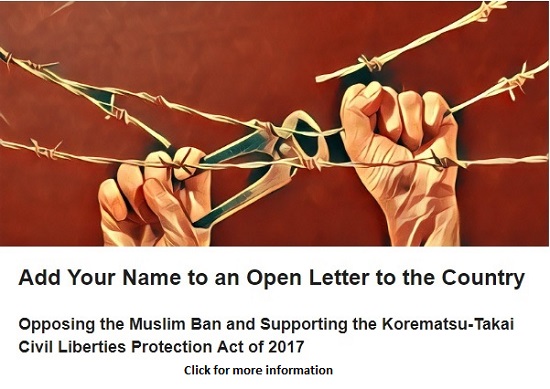 Add Your Name to an Open Letter to the Country
Opposing the Muslim Ban and Supporting the Korematsu-Takai
Civil Liberties Protection Act of 2017
Click for more information